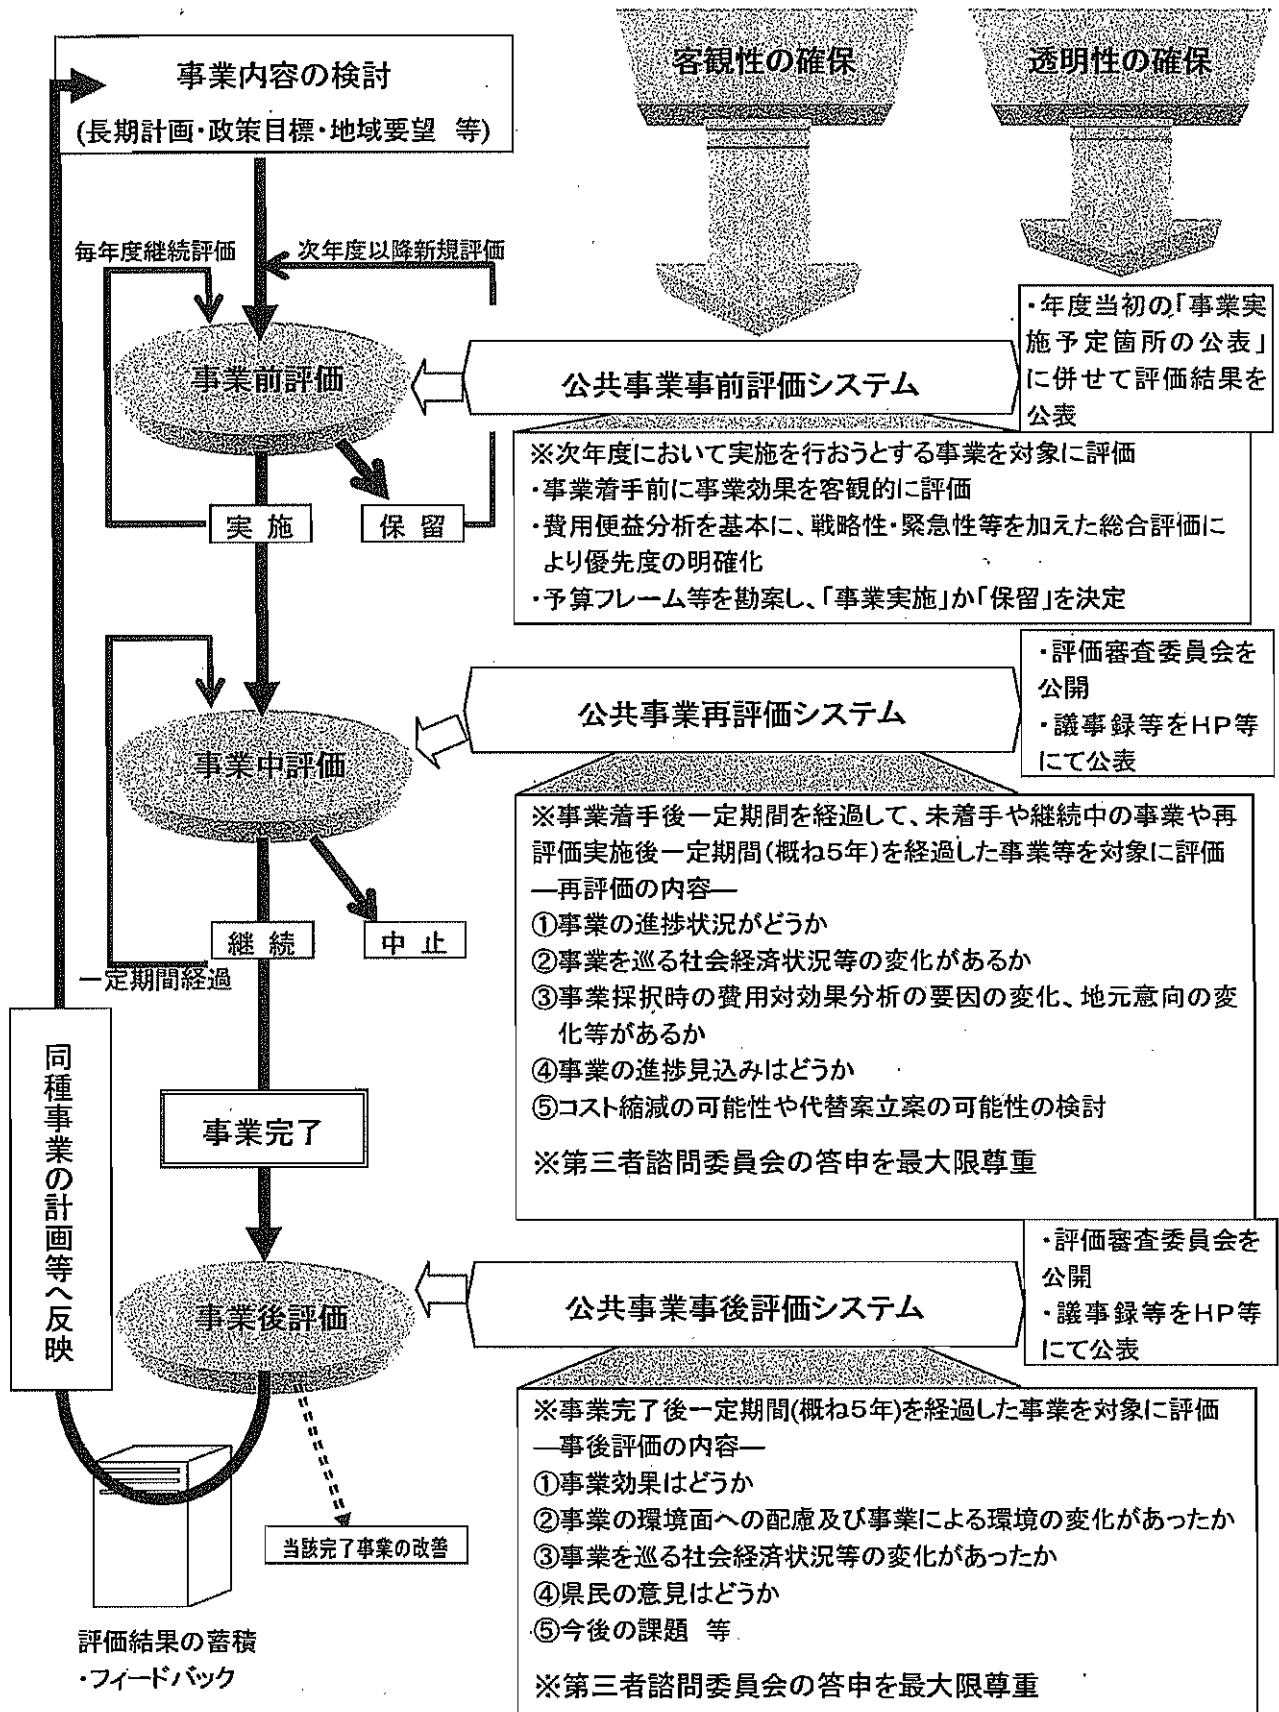 事業内容の検討
(長期計画・政策目標・地域要望 等)
客観性の確保
透明性の確保
毎年度継続評価
次年度以降新規評価
事業前評価
実 施
保 留
公共事業事前評価システム
・年度当初の「事業実
施予定箇所の公表」
に併せて評価結果を
公表
※次年度において実施を行おうとする事業を対象に評価
・事業着手前に事業効果を客観的に評価
・費用便益分析を基本に、戦略性・緊急性等を加えた総合評価に
より優先度の明確化
・予算フレーム等を勘案し、「事業実施」か「保留」を決定
事業中評価
継 続
中 止
一定期間経過
公共事業再評価システム
・評価審査委員会を
公開
・議事録等をHP等
にて公表
※事業着手後一定期間を経過して、未着手や継続中の事業や再
評価実施後一定期間(概ね5年)を経過した事業等を対象に評価
―再評価の内容―
①事業の進捗状況がどうか
②事業を巡る社会経済状況等の変化があるか
③事業採択時の費用対効果分析の要因の変化、地元意向の変
化等があるか
④事業の進捗見込みはどうか
⑤コスト縮減の可能性や代替案立案の可能性の検討
※第三者諮問委員会の答申を最大限尊重
事業完了
同種事業の計画等へ反映
事業後評価
公共事業事後評価システム
・評価審査委員会を
公開
・議事録等をHP等
にて公表
※事業完了後一定期間(概ね5年)を経過した事業を対象に評価
―事後評価の内容―
①事業効果はどうか
②事業の環境面への配慮及び事業による環境の変化があったか
③事業を巡る社会経済状況等の変化があったか
④県民の意見はどうか
⑤今後の課題 等
※第三者諮問委員会の答申を最大限尊重
当該完了事業の改善
評価結果の蓄積
・フィードバック